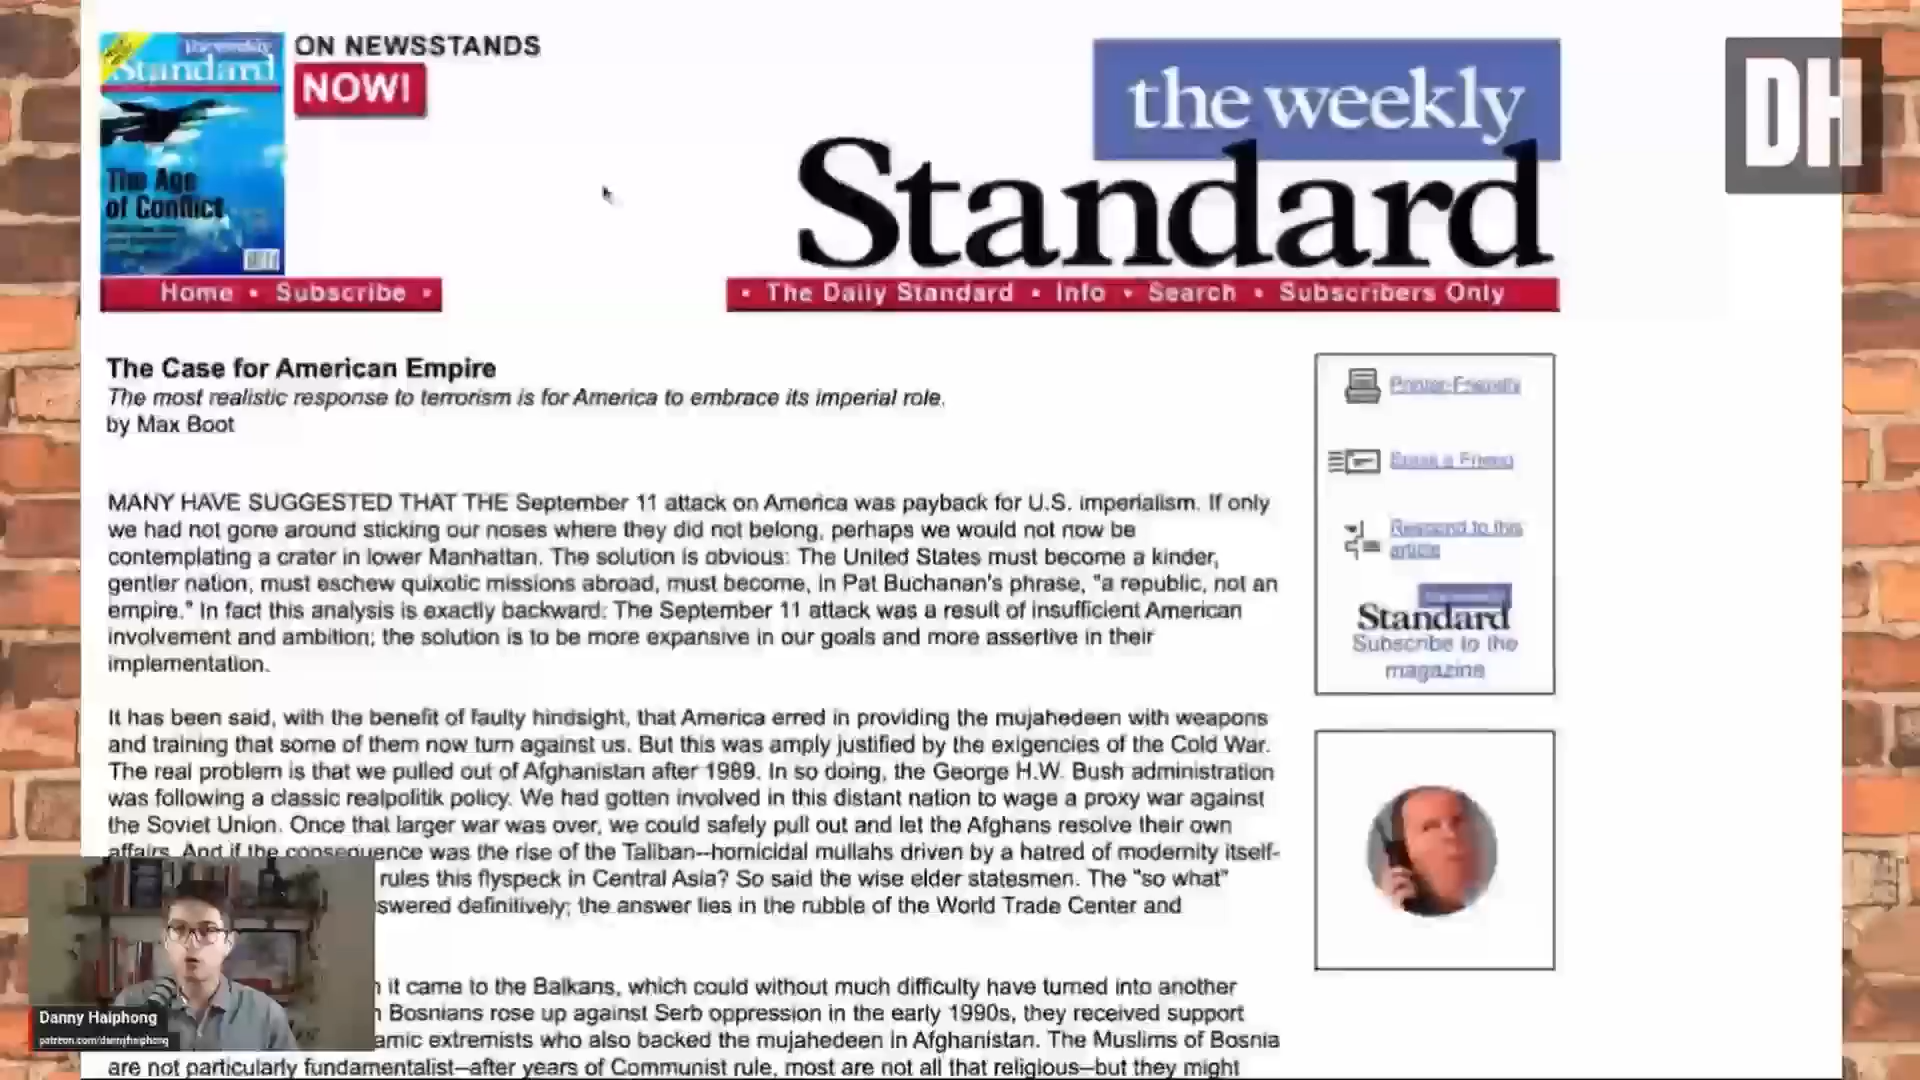 the weekly
Standard
The Age
of Conflict
ON NEWSSTANDS
NOW!
the weekly
Standard
DH
Home • Subscribe •
• The Daily Standard • Info • Search • Subscribers Only
The Case for American Empire
The most realistic response to terrorism is for America to embrace its imperial role.
by Max Boot
MANY HAVE SUGGESTED THAT THE September 11 attack on America was payback for U.S. imperialism. If only
we had not gone around sticking our noses where they did not belong, perhaps we would not now be
contemplating a crater in lower Manhattan. The solution is obvious: The United States must become a kinder,
gentler nation, must eschew quixotic missions abroad, must become, in Pat Buchanan's phrase, "a republic, not an
empire." In fact this analysis is exactly backward: The September 11 attack was a result of insufficient American
involvement and ambition; the solution is to be more expansive in our goals and more assertive in their
implementation.
It has been said, with the benefit of faulty hindsight, that America erred in providing the mujahedeen with weapons
and training that some of them now turn against us. But this was amply justified by the exigencies of the Cold War.
The real problem is that we pulled out of Afghanistan after 1989. In so doing, the George H.W. Bush administration
was following a classic realpolitik policy. We had gotten involved in this distant nation to wage a proxy war against
the Soviet Union. Once that larger war was over, we could safely pull out and let the Afghans resolve their own
affairs. And if the consequence was the rise of the Taliban--homicidal mullahs driven by a hatred of modernity itself-
rules this flyspeck in Central Asia? So said the wise elder statesmen. The "so what"
swered definitively; the answer lies in the rubble of the World Trade Center and
it came to the Balkans, which could without much difficulty have turned into another
Bosnians rose up against Serb oppression in the early 1990s, they received support
amic extremists who also backed the mujahedeen in Afghanistan. The Muslims of Bosnia
are not particularly fundamentalist--after years of Communist rule, most are not all that religious--but they might
Printer-Friendly
Email a Friend
Respond to this
article
the weekly
Standard
Subscribe to the
magazine
Danny Haiphong
patreon.com/dannyhaiphong